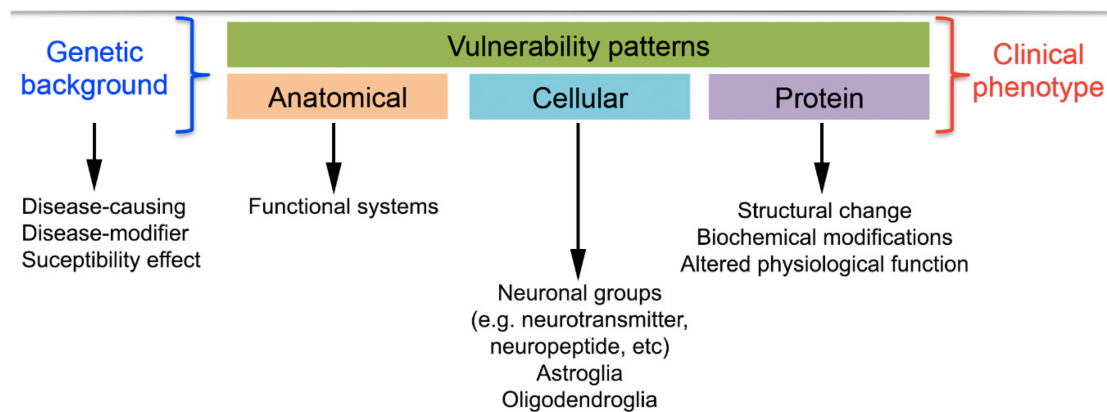 Genetic
background
Vulnerability patterns
Anatomical
Cellular
Protein
Clinical
phenotype
Disease-causing
Disease-modifier
Suceptibility effect
Functional systems
Neuronal groups
(e.g. neurotransmitter,
neuropeptide, etc)
Astroglia
Oligodendroglia
Structural change
Biochemical modifications
Altered physiological function